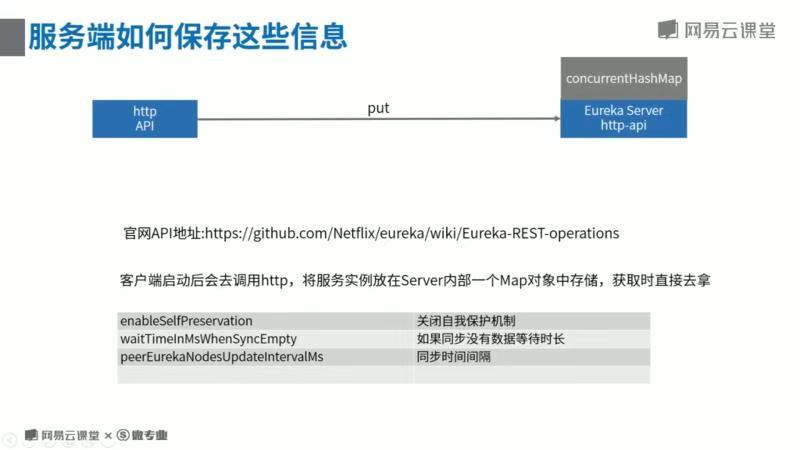 服务端如何保存这些信息
网易云课堂
concurrentHashMap
http
API
put
Eureka Server
http-api
官网API地址:https://github.com/Netflix/eureka/wiki/Eureka-REST-operations
客户端启动后会去调用http，将服务实例放在Server内部一个Map对象中存储，获取时直接去拿
enableSelfPreservation 关闭自我保护机制
waitTimeInMsWhenSyncEmpty 如果同步没有数据等待时长
peerEurekaNodesUpdateIntervalMs 同步时间间隔
网易云课堂 × 微专业